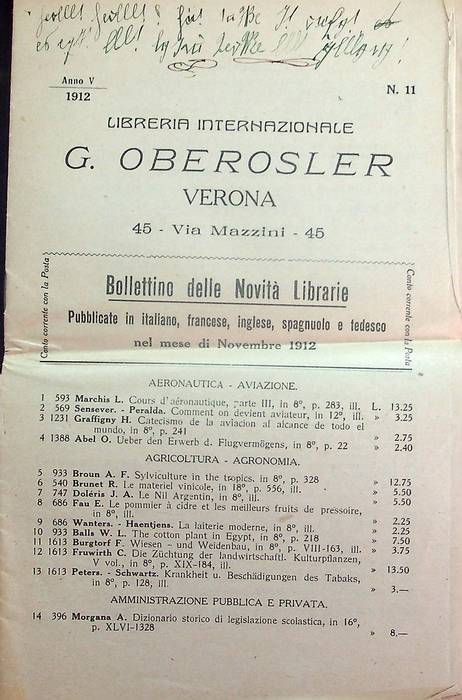 Anno V
1912
N. 11
LIBRERIA INTERNAZIONALE
G. OBEROSLER
VERONA
45 - Via Mazzini - 45
Conto corrente con la Posta
Bollettino delle Novità Librarie
Pubblicate in italiano, francese, inglese, spagnuolo e tedesco
nel mese di Novembre 1912
Conto corrente con la Posta
AERONAUTICA - AVIAZIONE.
1 593 Marchis L. Cours d'aéronautique, parte III, in 8°, p. 283, ill. L. 13.25
2 569 Sensever. - Peralda. Comment on devient aviateur, in 12°, ill. » 3.25
3 1231 Graffigny H. Catecismo de la aviacion al alcance de todo el
mundo, in 8°, p. 241 » 2.75
4 1388 Abel O. Ueber den Erwerb d. Flugvermögens, in 8°, p. 22 » 2.40
AGRICOLTURA - AGRONOMIA.
5 933 Broun A. F. Sylviculture in the tropics. in 8°, p. 328 » 12.75
6 540 Brunet R. Le materiel vinicole, in 18°, p. 556, ill. » 5.50
7 747 Doléris J. A. Le Nil Argentin, in 8°, ill. » 5.50
8 686 Fau E. Le pommier à cidre et les meilleurs fruits de pressoire,
in 8°, ill. » 2.25
9 686 Wanters. - Haentjens. La laiterie moderne, in 8°, ill. » 2.25
10 933 Balls W. L. The cotton plant in Egypt, in 8°, p. 218 » 7.50
11 1613 Burgtorf F. Wiesen - und Weidenbau, in 8°, p. VIII-163, ill. » 3.75
12 1613 Fruwirth C. Die Züchtung der landwirtschaftl. Kulturpflanzen,
V vol., in 8°, p. XIX-184, ill. » 13.50
13 1613 Peters. - Schwartz. Krankheit u. Beschädigungen des Tabaks,
in 8°, p. 128, ill. » 3.—
AMMINISTRAZIONE PUBBLICA E PRIVATA.
14 396 Morgana A. Dizionario storico di legislazione scolastica, in 16°,
p. XLVI-1328 » 8.—